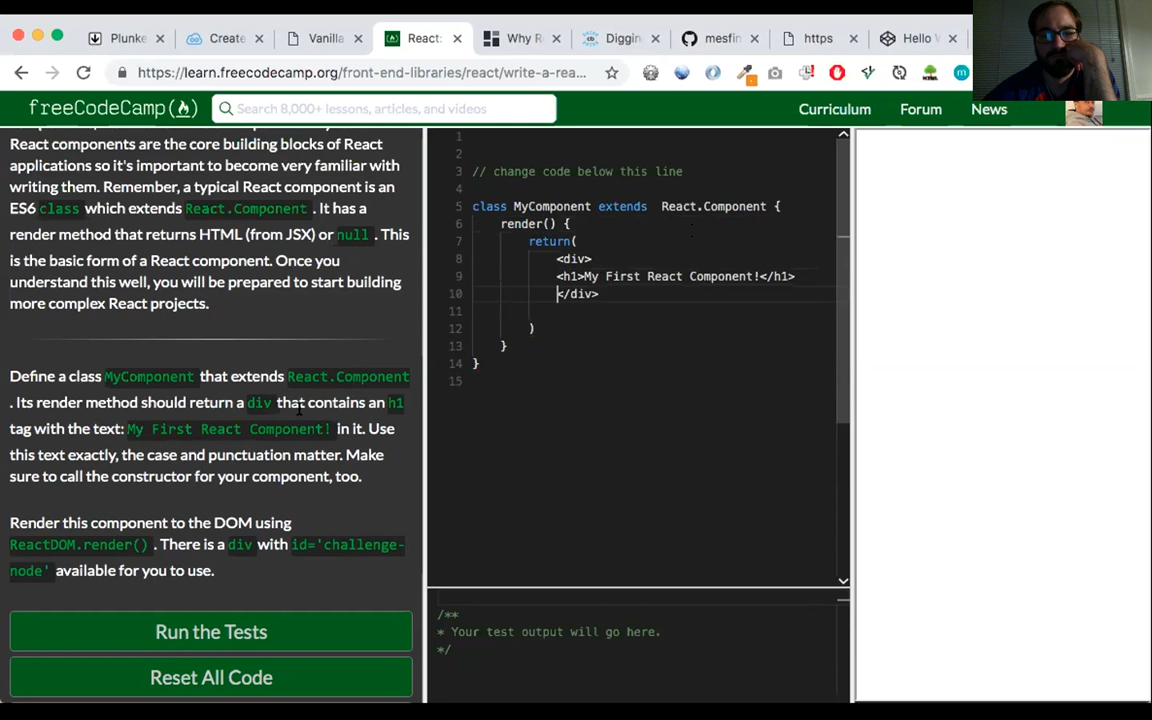 Plunke
Create
Vanilla
React:
Why R
Diggin
mesfin
https
Hello W
https://learn.freecodecamp.org/front-end-libraries/react/write-a-rea...
m
freeCodeCamp
Search 8,000+ lessons, articles, and videos
Curriculum
Forum
News
React components are the core building blocks of React
applications so it's important to become very familiar with
writing them. Remember, a typical React component is an
ES6 class which extends React.Component . It has a
render method that returns HTML (from JSX) or null . This
is the basic form of a React component. Once you
understand this well, you will be prepared to start building
more complex React projects.
Define a class MyComponent that extends React.Component
. Its render method should return a div that contains an h1
tag with the text: My First React Component! in it. Use
this text exactly, the case and punctuation matter. Make
sure to call the constructor for your component, too.
Render this component to the DOM using
ReactDOM.render() . There is a div with id='challenge-
node' available for you to use.
Run the Tests
Reset All Code
1
2
3 // change code below this line
4
5 class MyComponent extends  React.Component {
6 render() {
7 return(
8 <div>
9 <h1>My First React Component!</h1>
10 </div>
11
12 )
13 }
14 }
15
/**
* Your test output will go here.
*/